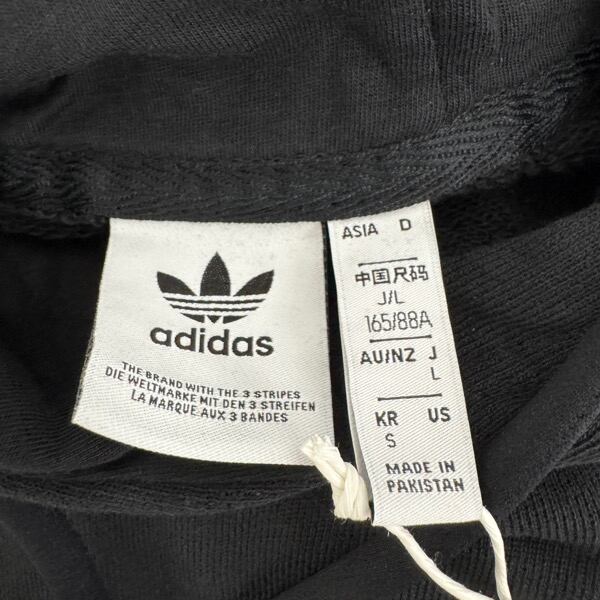 adidas
THE BRAND WITH THE 3 STRIPES
DIE WELTMARKE MIT DEN 3 STREIFEN
LA MARQUE AUX 3 BANDES
ASIA D
中国尺码
J/L
165/88A
AU/NZ J
L
KR US
S
MADE IN
PAKISTAN